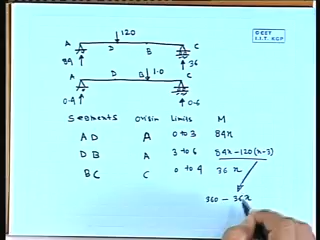 © CET
I.I.T. KGP
120
A D B C
84 36
D B 1.0 C
A
0.4 0.6
Segments Origin Limits M
AD A 0 to 3 84x
DB A 3 to 6 84x-120(x-3)
BC C 0 to 4 36x
360 - 36x